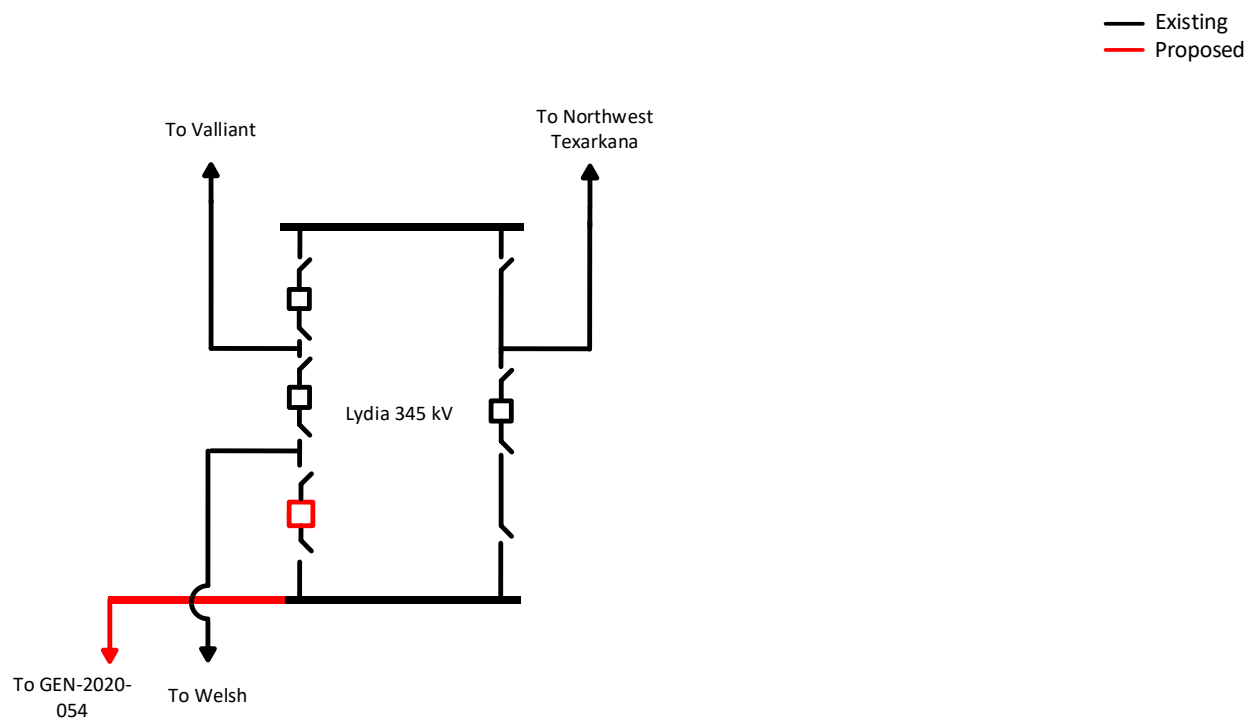 Existing
Proposed
To Valliant
To Northwest
Texarkana
Lydia 345 kV
To GEN-2020-
054
To Welsh